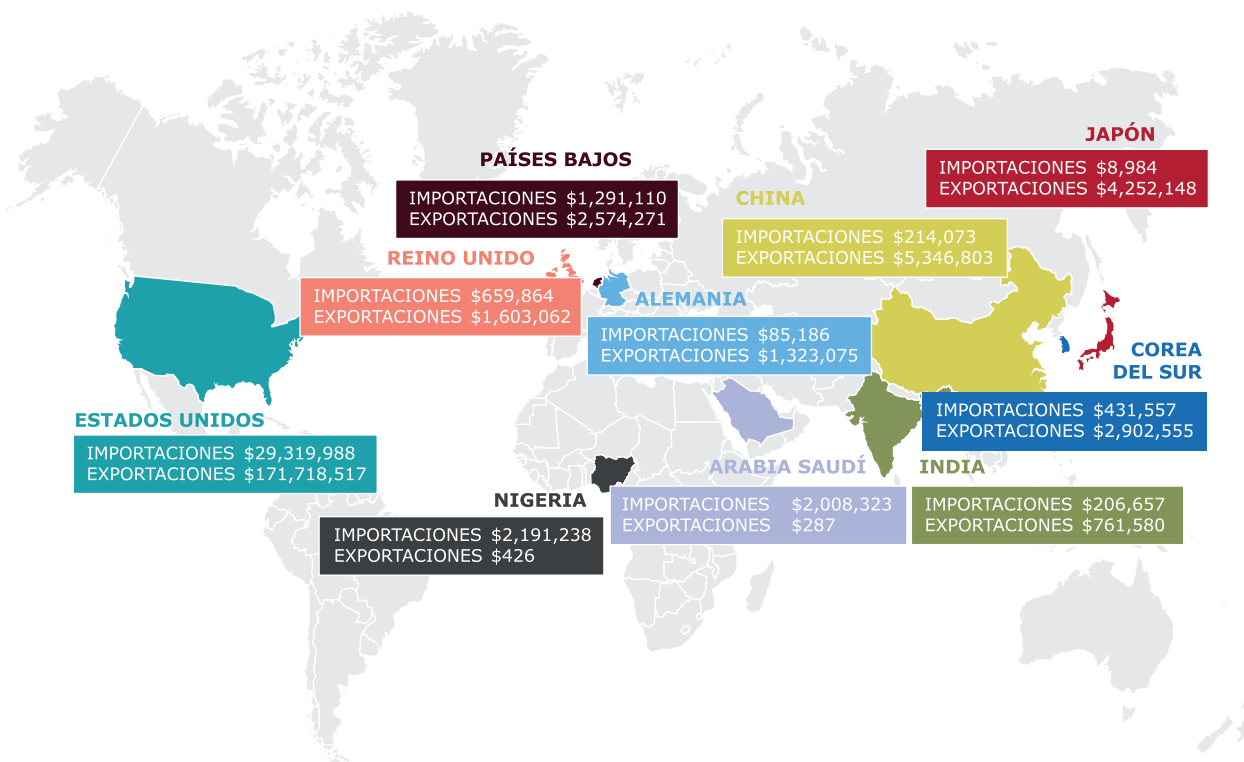 JAPÓN
IMPORTACIONES $8,984
EXPORTACIONES $4,252,148
PAÍSES BAJOS
IMPORTACIONES $1,291,110
EXPORTACIONES $2,574,271
CHINA
IMPORTACIONES $214,073
EXPORTACIONES $5,346,803
REINO UNIDO
IMPORTACIONES $659,864
EXPORTACIONES $1,603,062
ALEMANIA
IMPORTACIONES $85,186
EXPORTACIONES $1,323,075
COREA
DEL SUR
IMPORTACIONES $431,557
EXPORTACIONES $2,902,555
ESTADOS UNIDOS
IMPORTACIONES $29,319,988
EXPORTACIONES $171,718,517
ARABIA SAUDÍ
IMPORTACIONES $2,008,323
EXPORTACIONES $287
INDIA
IMPORTACIONES $206,657
EXPORTACIONES $761,580
NIGERIA
IMPORTACIONES $2,191,238
EXPORTACIONES $426